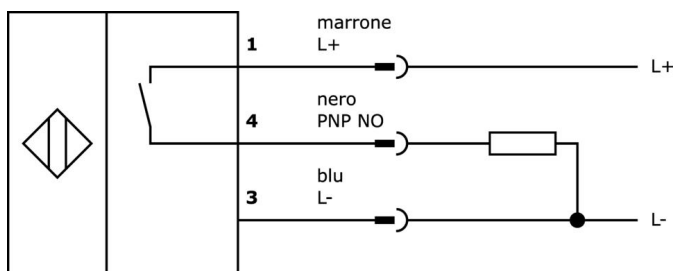 marrone
1 L+
L+
nero
4 PNP NO
blu
3 L-
L-